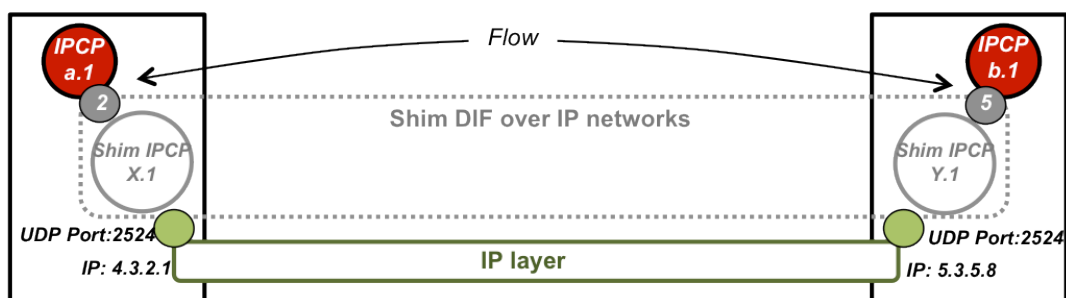 IPCP
a.1
Flow
IPCP
b.1
2
5
Shim DIF over IP networks
Shim IPCP
X.1
Shim IPCP
Y.1
UDP Port:2524
UDP Port:2524
IP: 4.3.2.1
IP layer
IP: 5.3.5.8